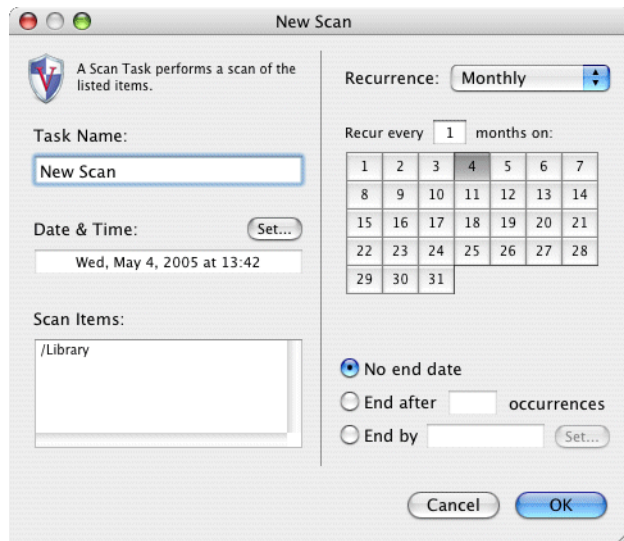 New Scan
A Scan Task performs a scan of the
listed items.
Task Name:
New Scan
Date & Time:
Set...
Wed, May 4, 2005 at 13:42
Scan Items:
/Library
Recurrence: Monthly
Recur every 1 months on:
1 2 3 4 5 6 7
8 9 10 11 12 13 14
15 16 17 18 19 20 21
22 23 24 25 26 27 28
29 30 31
No end date
End after occurrences
End by Set...
Cancel OK